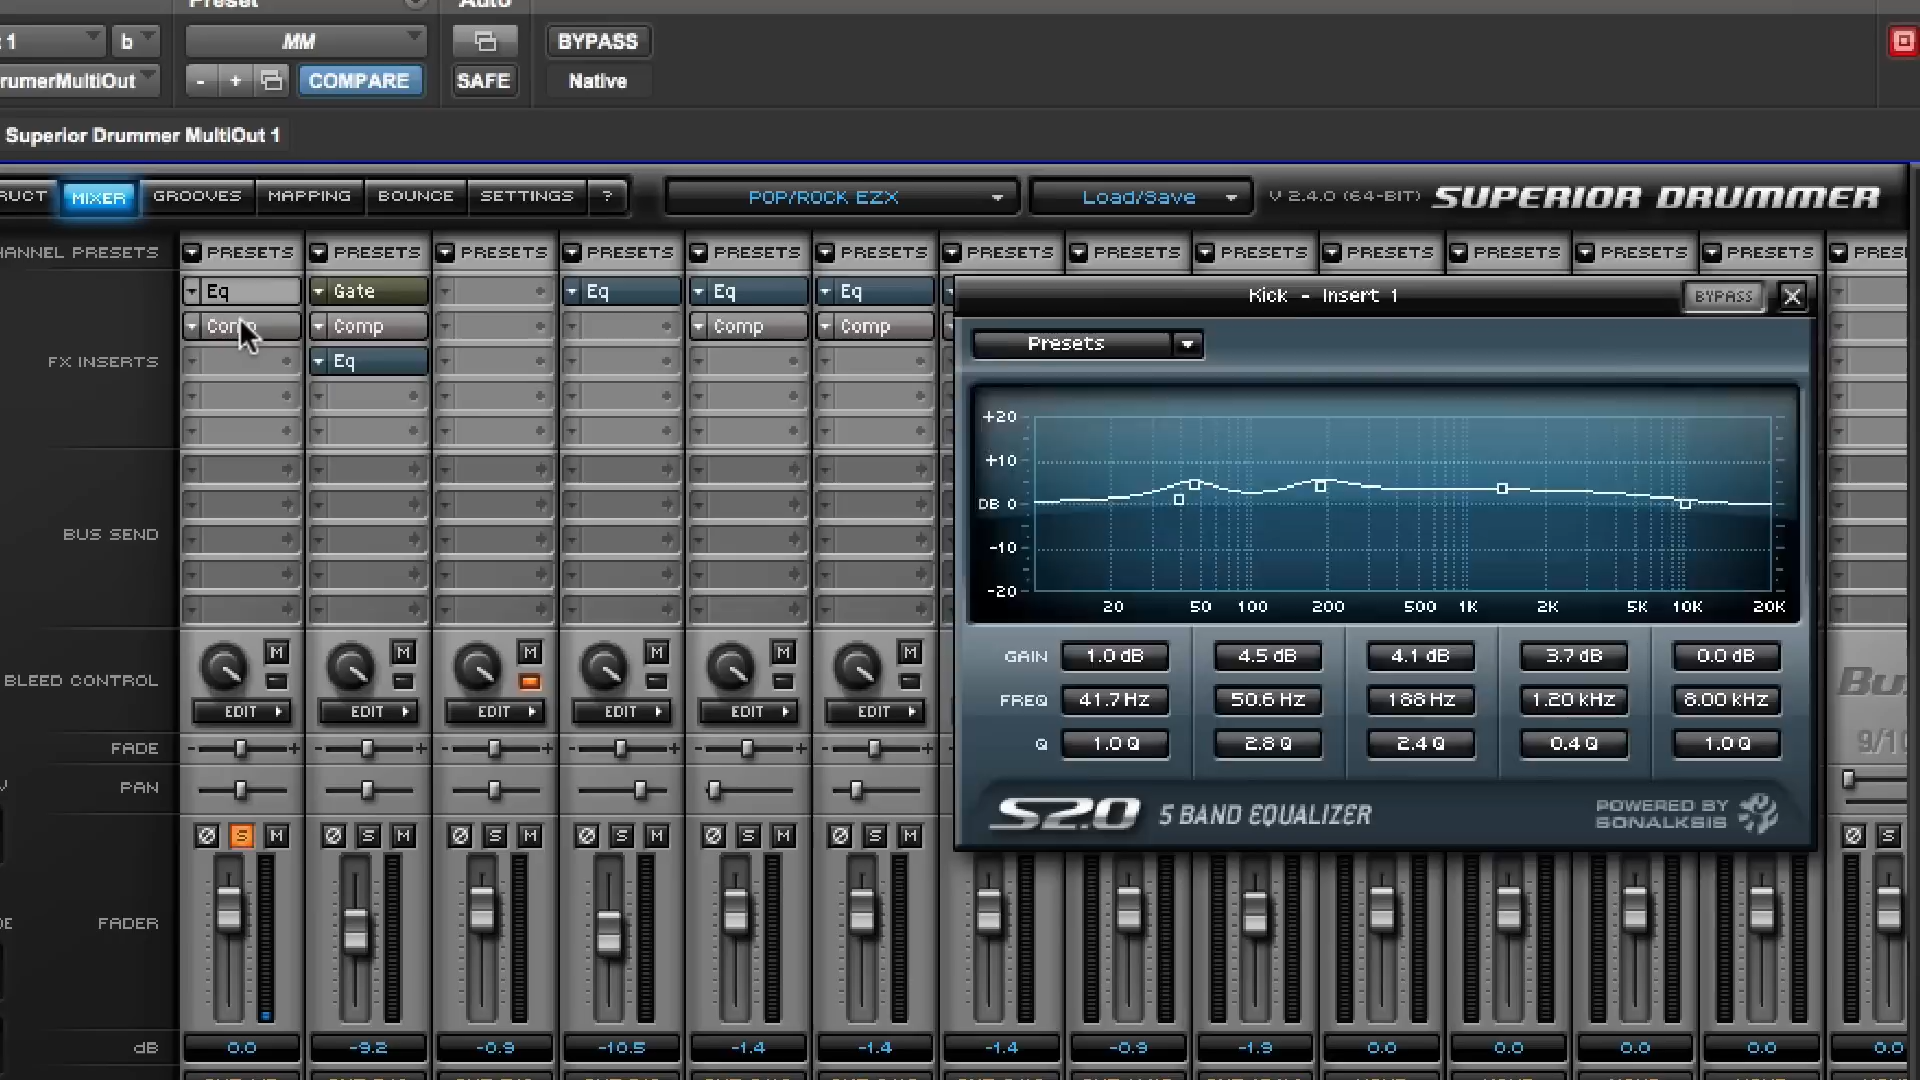 Preset
Auto
1
b
MM
BYPASS
rumerMultiOut
-
+
COMPARE
SAFE
Native
Superior Drummer MultiOut 1
RUCT
MIXER
GROOVES
MAPPING
BOUNCE
SETTINGS
?
POP/ROCK EZX
Load/Save
V 2.4.0 (64-BIT)
SUPERIOR DRUMMER
HANNEL PRESETS
PRESETS PRESETS PRESETS PRESETS PRESETS PRESETS PRESETS PRESETS PRESETS PRESETS PRESETS PRESETS PRESETS PRES
Eq Gate Eq Eq Eq
Comp Comp Comp
Eq
FX INSERTS
BUS SEND
Kick - Insert 1
BYPASS
Presets
+20
+10
DB 0
-10
-20
20 50 100 200 500 1K 2K 5K 10K 20K
GAIN 1.0 dB 4.5 dB 4.1 dB 3.7 dB 0.0 dB
FREQ 41.7 Hz 50.6 Hz 188 Hz 1.20 kHz 8.00 kHz
Q 1.0 Q 2.8 Q 2.4 Q 0.4 Q 1.0 Q
S2.0 5 BAND EQUALIZER
POWERED BY
SONALKSIS
M M M M M M
BLEED CONTROL
EDIT EDIT EDIT EDIT EDIT EDIT
Bu
9/10
FADE
- + - + - + - + - + - +
PAN
S M S M S M S M S M S M S
FADER
dB 0.0 -9.2 -0.9 -10.5 -1.4 -1.4 -1.4 -0.9 -1.9 0.0 0.0 0.0 0.0 0.0